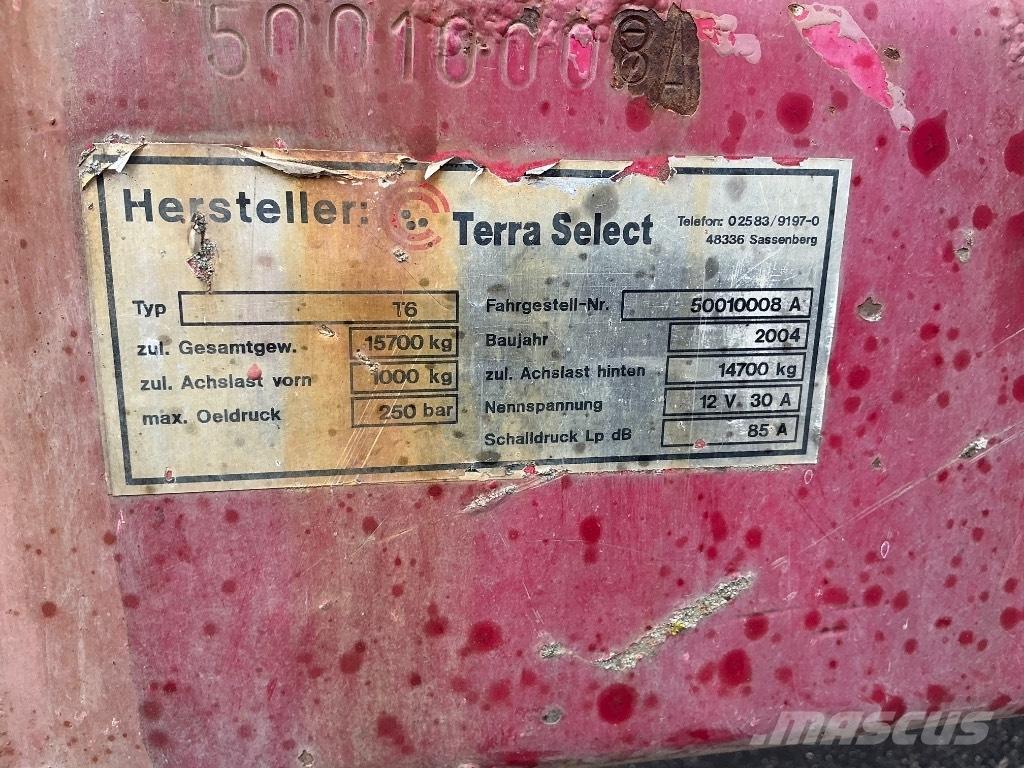 50010008A
Hersteller: Terra Select Telefon: 02583/9197-0
48336 Sassenberg
Typ T6 Fahrgestell-Nr. 50010008 A
zul. Gesamtgew. 15700 kg Baujahr 2004
zul. Achslast vorn 1000 kg zul. Achslast hinten 14700 kg
max. Oeldruck 250 bar Nennspannung 12 V. 30 A
Schalldruck Lp dB 85 A
mascus